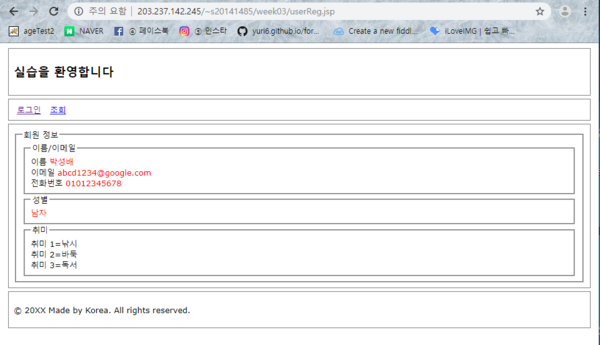 주의 요함 | 203.237.142.245/~s20141485/week03/userReg.jsp
ageTest2 NAVER ④ 페이스북 ③ 인스타 yuri6.github.io/for... Create a new fiddl... iLoveIMG | 쉽고 빠...
실습을 환영합니다
로그인 조회
회원 정보
이름/이메일
이름 박성배
이메일 abcd1234@google.com
전화번호 01012345678
성별
남자
취미
취미 1=낚시
취미 2=바둑
취미 3=독서
© 20XX Made by Korea. All rights reserved.